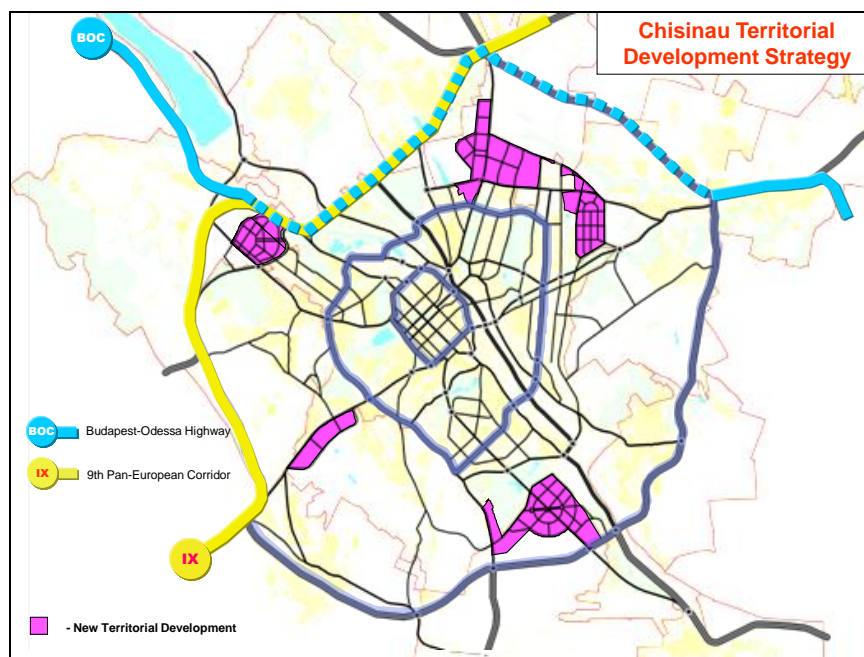 Chisinau Territorial
Development Strategy
BOC
BOC Budapest-Odessa Highway
IX 9th Pan-European Corridor
IX
- New Territorial Development